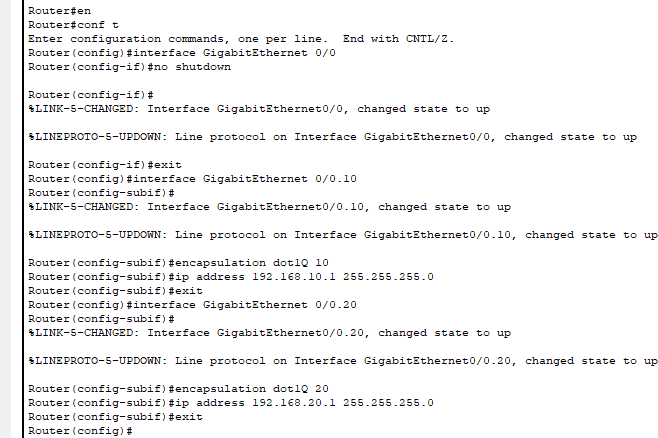 Router#en
Router#conf t
Enter configuration commands, one per line.  End with CNTL/Z.
Router(config)#interface GigabitEthernet 0/0
Router(config-if)#no shutdown
Router(config-if)#
%LINK-5-CHANGED: Interface GigabitEthernet0/0, changed state to up
%LINEPROTO-5-UPDOWN: Line protocol on Interface GigabitEthernet0/0, changed state to up
Router(config-if)#exit
Router(config)#interface GigabitEthernet 0/0.10
Router(config-subif)#
%LINK-5-CHANGED: Interface GigabitEthernet0/0.10, changed state to up
%LINEPROTO-5-UPDOWN: Line protocol on Interface GigabitEthernet0/0.10, changed state to up
Router(config-subif)#encapsulation dot1Q 10
Router(config-subif)#ip address 192.168.10.1 255.255.255.0
Router(config-subif)#exit
Router(config)#interface GigabitEthernet 0/0.20
Router(config-subif)#
%LINK-5-CHANGED: Interface GigabitEthernet0/0.20, changed state to up
%LINEPROTO-5-UPDOWN: Line protocol on Interface GigabitEthernet0/0.20, changed state to up
Router(config-subif)#encapsulation dot1Q 20
Router(config-subif)#ip address 192.168.20.1 255.255.255.0
Router(config-subif)#exit
Router(config)#